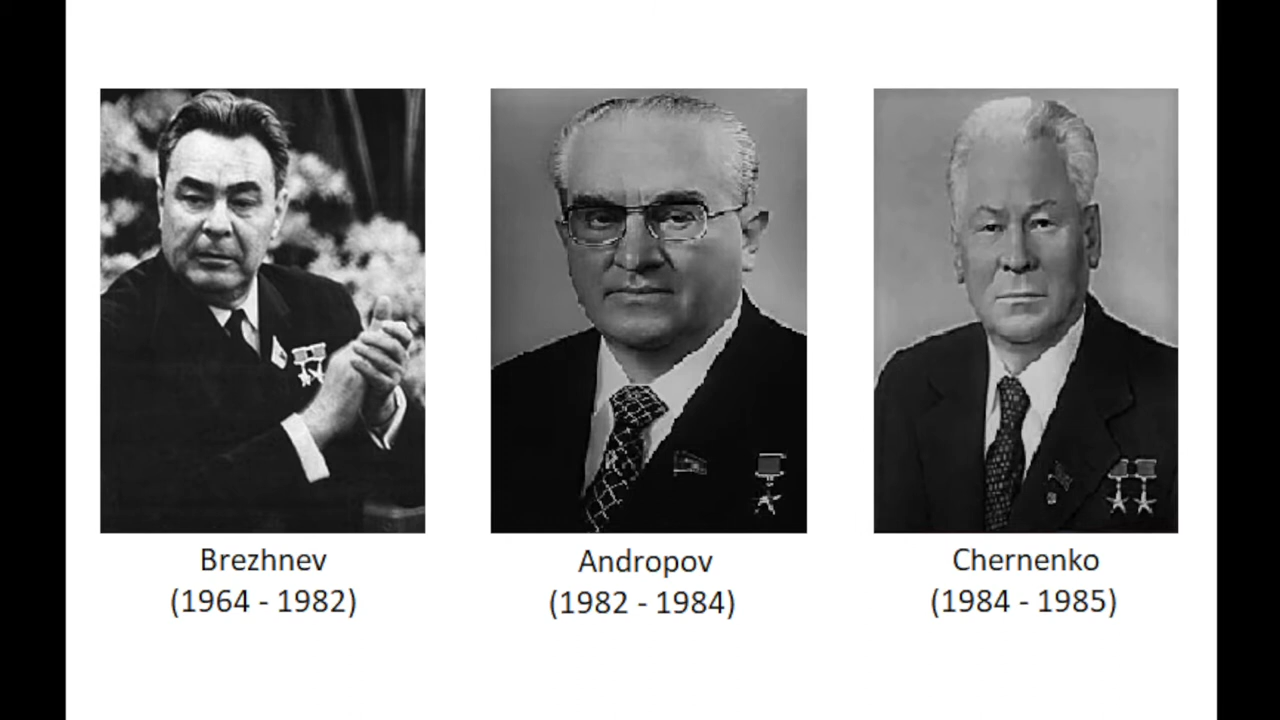 Brezhnev
(1964 - 1982)
Andropov
(1982 - 1984)
Chernenko
(1984 - 1985)